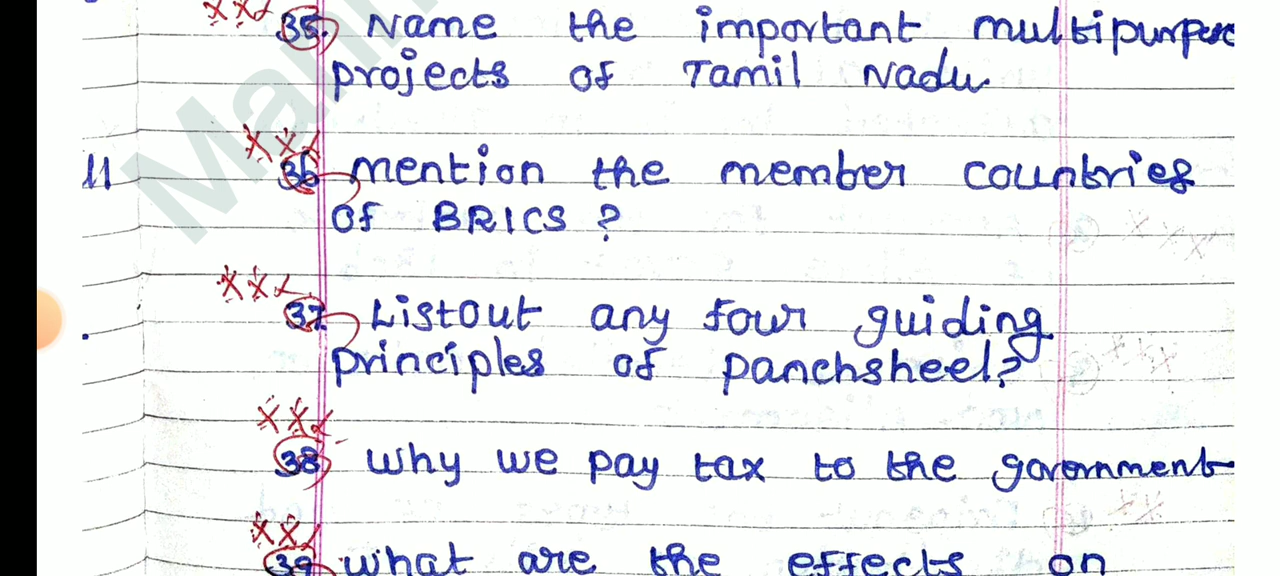 35. Name the important multipurpose
projects of Tamil Nadu
11 36 mention the member countries
of BRICS ?
37 Listout any four guiding
principles of panchsheel?
38 why we pay tax to the government
39 what are the effects on